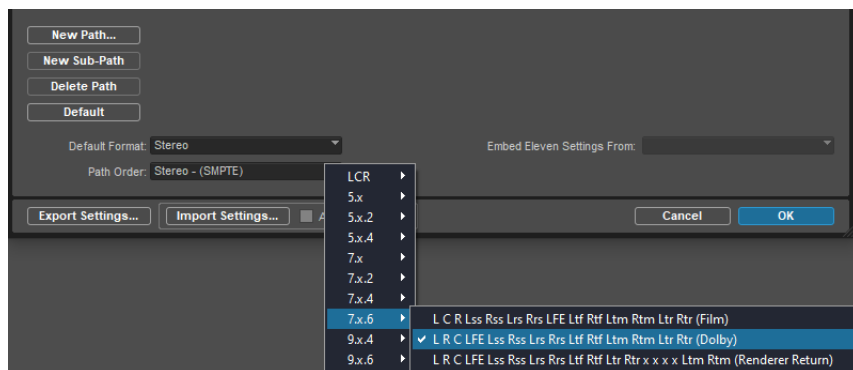 New Path...
New Sub-Path
Delete Path
Default
Default Format: Stereo
Embed Eleven Settings From:
Path Order: Stereo - (SMPTE)
Export Settings...
Import Settings...
Cancel
OK
LCR
5.x
5.x.2
5.x.4
7.x
7.x.2
7.x.4
7.x.6
9.x.4
9.x.6
L C R Lss Rss Lrs Rrs LFE Ltf Rtf Ltm Rtm Ltr Rtr (Film)
L R C LFE Lss Rss Lrs Rrs Ltf Rtf Ltm Rtm Ltr Rtr (Dolby)
L R C LFE Lss Rss Lrs Rrs Ltf Rtf Ltr Rtr x x x x Ltm Rtm (Renderer Return)